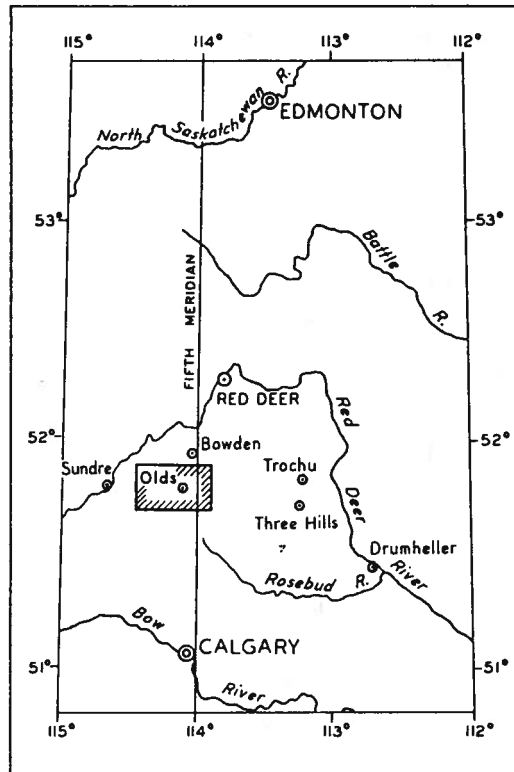 115° 114° 113° 112°
North Saskatchewan R.
EDMONTON
53° 53°
Battle R.
FIFTH MERIDIAN
RED DEER
Red Deer River
52° 52°
Bowden
Sundre
Olds
Trochu
Three Hills
Drumheller
Rosebud R.
Bow River
CALGARY
51° 51°
115° 114° 113° 112°